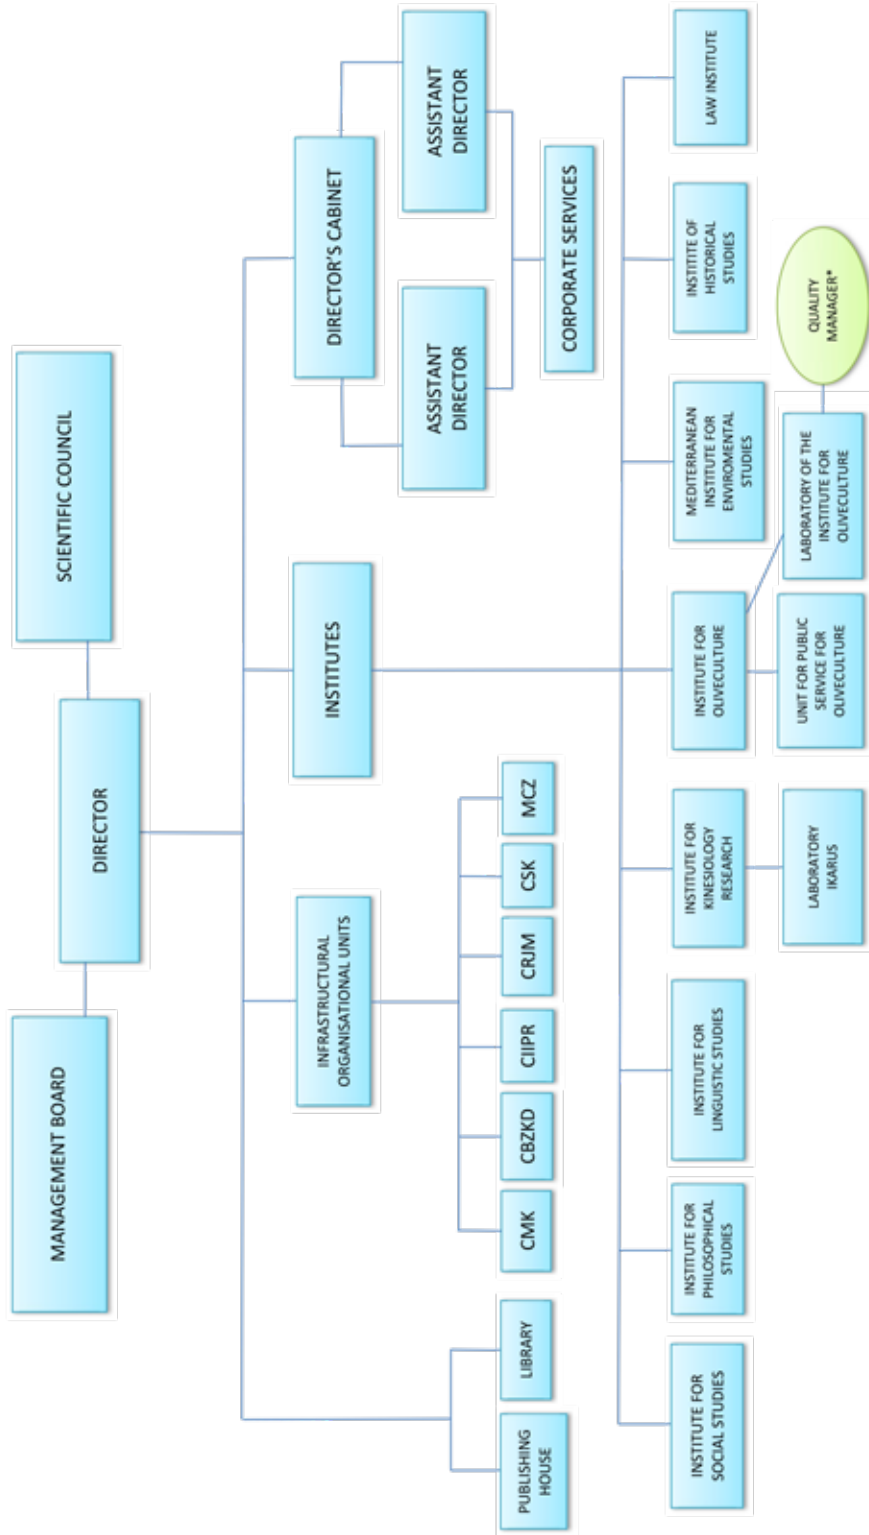 MANAGEMENT BOARD
DIRECTOR
SCIENTIFIC COUNCIL
INFRASTRUCTURAL
ORGANISATIONAL UNITS
INSTITUTES
DIRECTOR'S CABINET
ASSISTANT
DIRECTOR
ASSISTANT
DIRECTOR
CORPORATE SERVICES
PUBLISHING
HOUSE
LIBRARY
CMK
CBZKD
CIIPR
CRJM
CSK
MCZ
INSTITUTE FOR
SOCIAL STUDIES
INSTITUTE FOR
PHILOSOPHICAL
STUDIES
INSTITUTE FOR
LINGUISTIC STUDIES
INSTITUTE FOR
KINESIOLOGY
RESEARCH
INSTITUTE FOR
OLIVECULTURE
MEDITERRANEAN
INSTITUTE FOR
ENVIROMENTAL
STUDIES
INSTITITE OF
HISTORICAL
STUDIES
LAW INSTITUTE
LABORATORY
IKARUS
UNIT FOR PUBLIC
SERVICE FOR
OLIVECULTURE
LABORATORY OF THE
INSTITUTE FOR
OLIVECULTURE
QUALITY
MANAGER*